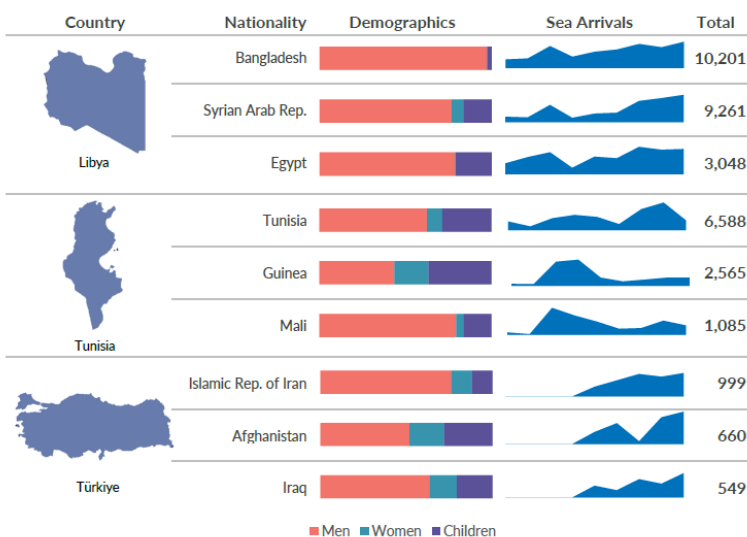 Country Nationality Demographics Sea Arrivals Total
Bangladesh 10,201
Syrian Arab Rep. 9,261
Libya
Egypt 3,048
Tunisia 6,588
Guinea 2,565
Mali 1,085
Tunisia
Islamic Rep. of Iran 999
Afghanistan 660
Türkiye
Iraq 549
Men Women Children